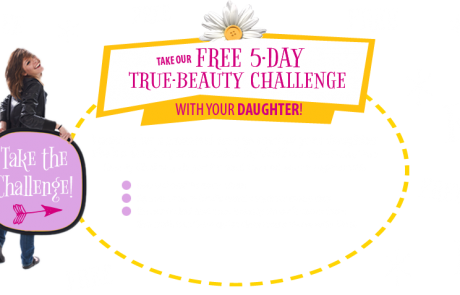 TAKE OUR FREE 5-DAY
TRUE-BEAUTY CHALLENGE
WITH YOUR DAUGHTER!
Take the
Challenge!